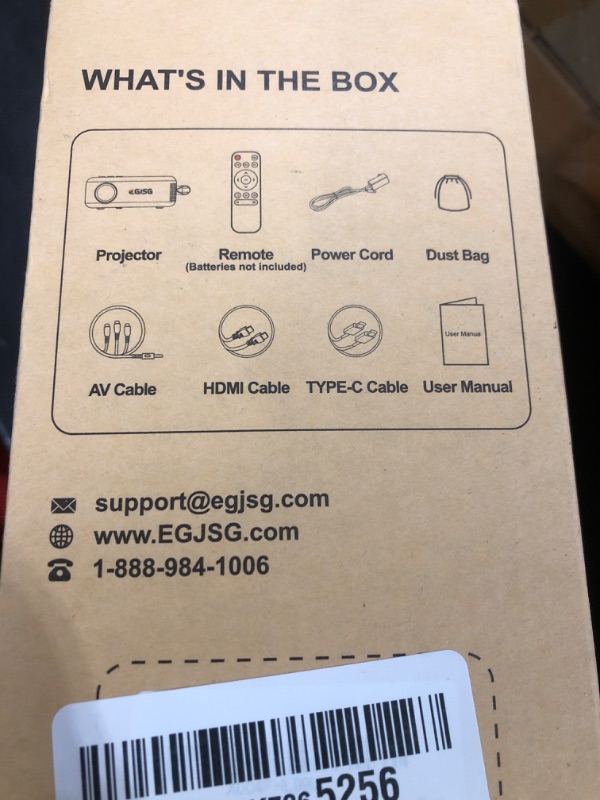 WHAT'S IN THE BOX
EGJSG
Projector
Remote
(Batteries not included)
Power Cord
Dust Bag
User Manual
AV Cable
HDMI Cable
TYPE-C Cable
User Manual
support@egjsg.com
www.EGJSG.com
1-888-984-1006
5256